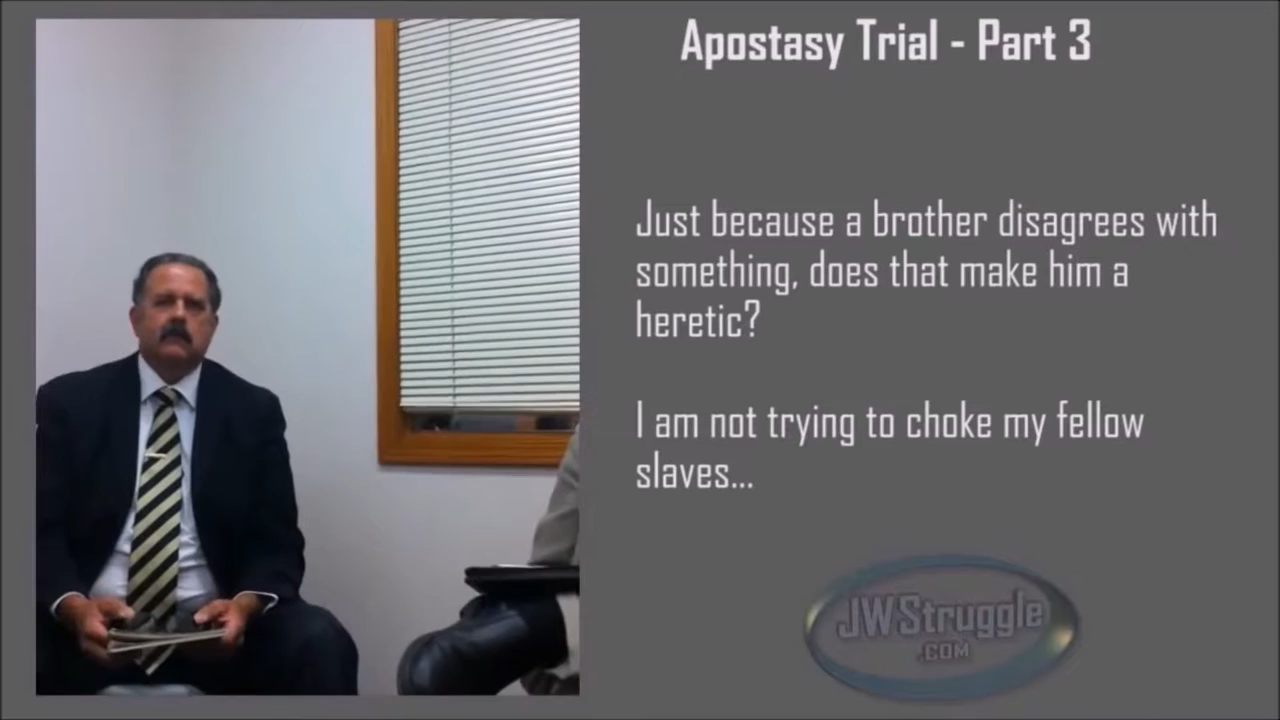 Apostasy Trial - Part 3
Just because a brother disagrees with
something, does that make him a
heretic?
I am not trying to choke my fellow
slaves...
JWStruggle
.COM